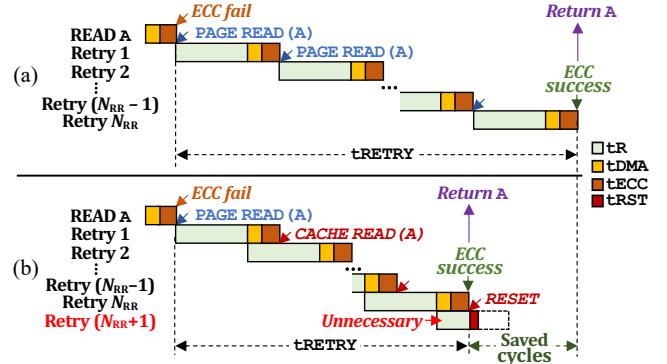 ECC fail
Return A
READ A
PAGE READ (A)
Retry 1
PAGE READ (A)
Retry 2
⋮
...
ECC success
(a)
Retry (NRR – 1)
Retry NRR
tRETRY
tR
tDMA
tECC
tRST
ECC fail
Return A
READ A
PAGE READ (A)
Retry 1
CACHE READ (A)
Retry 2
⋮
...
ECC success
(b)
Retry (NRR–1)
Retry NRR
RESET
Retry (NRR+1)
Unnecessary
tRETRY
Saved cycles